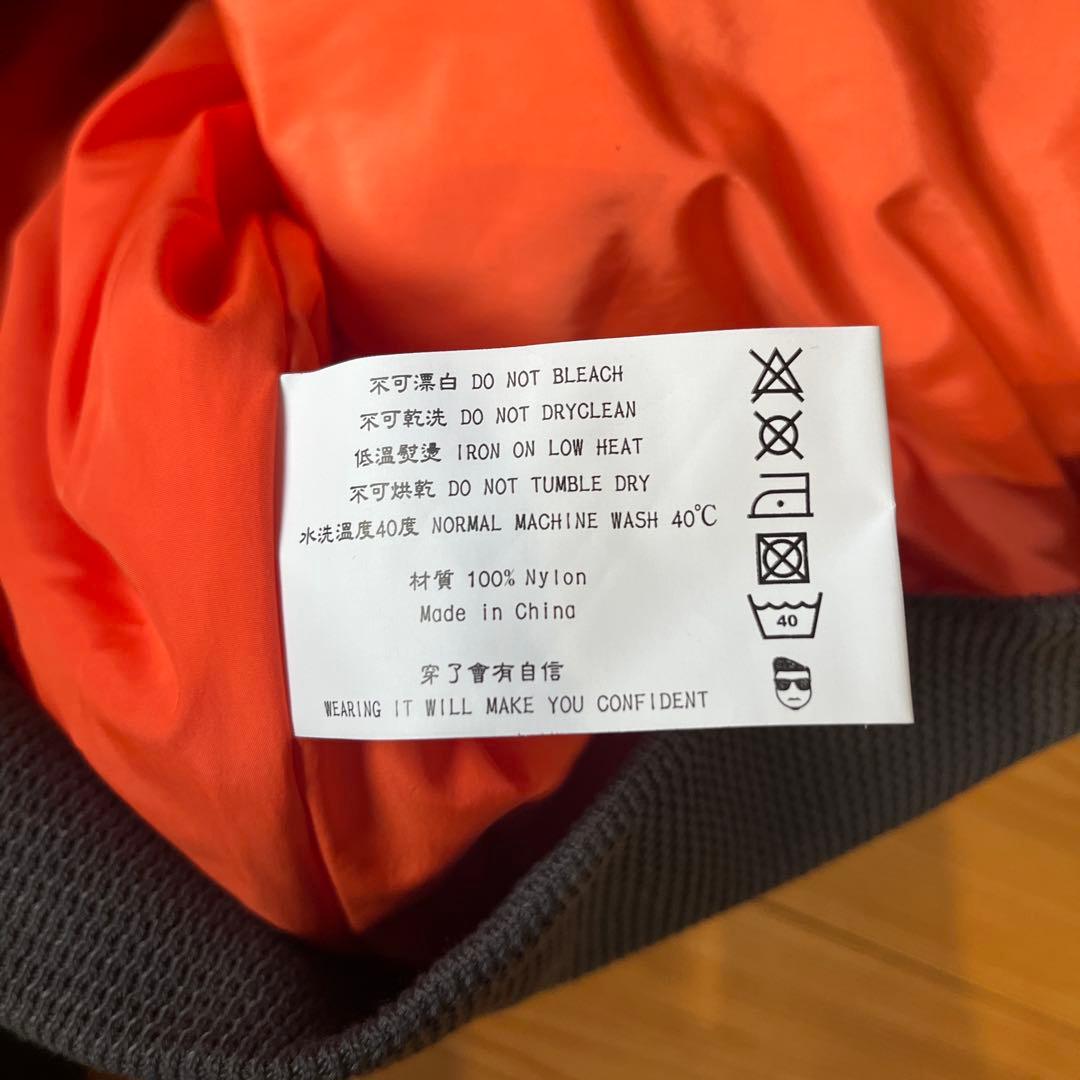 不可漂白 DO NOT BLEACH
不可乾洗 DO NOT DRYCLEAN
低溫熨燙 IRON ON LOW HEAT
不可烘乾 DO NOT TUMBLE DRY
水洗溫度40度 NORMAL MACHINE WASH 40℃
40
材質 100% Nylon
Made in China
穿了會有自信
WEARING IT WILL MAKE YOU CONFIDENT